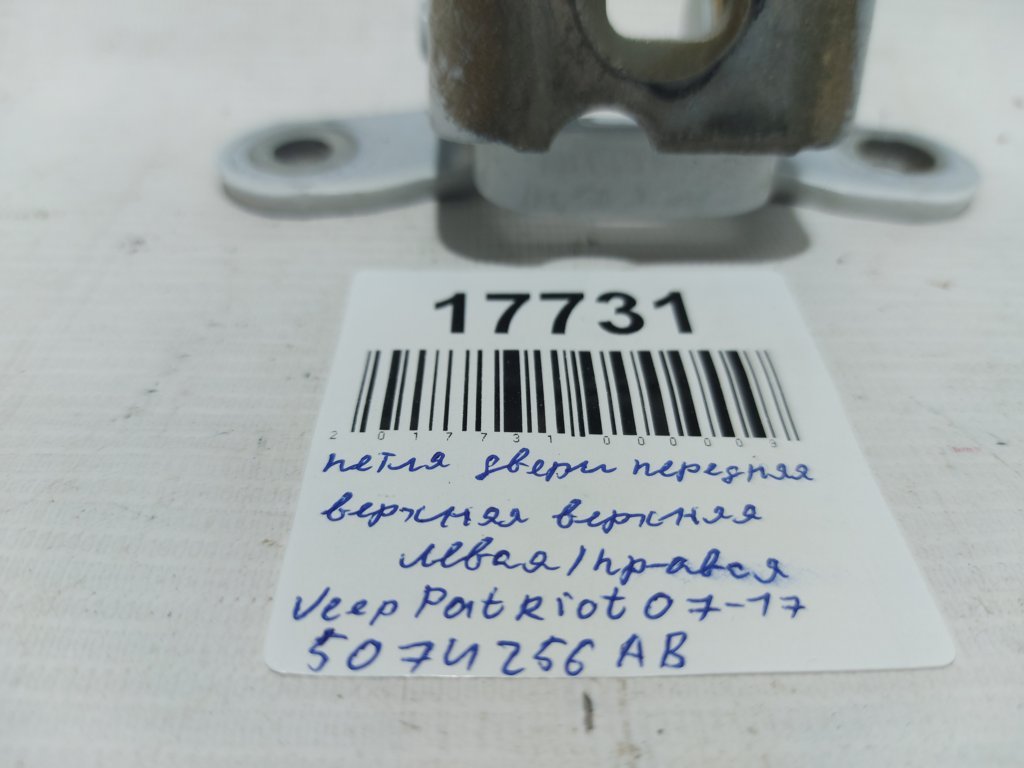 17731
2017731000003
петля двери передняя
верхняя верхняя
левая/правая
Jeep Patriot 07-17
5074256AB